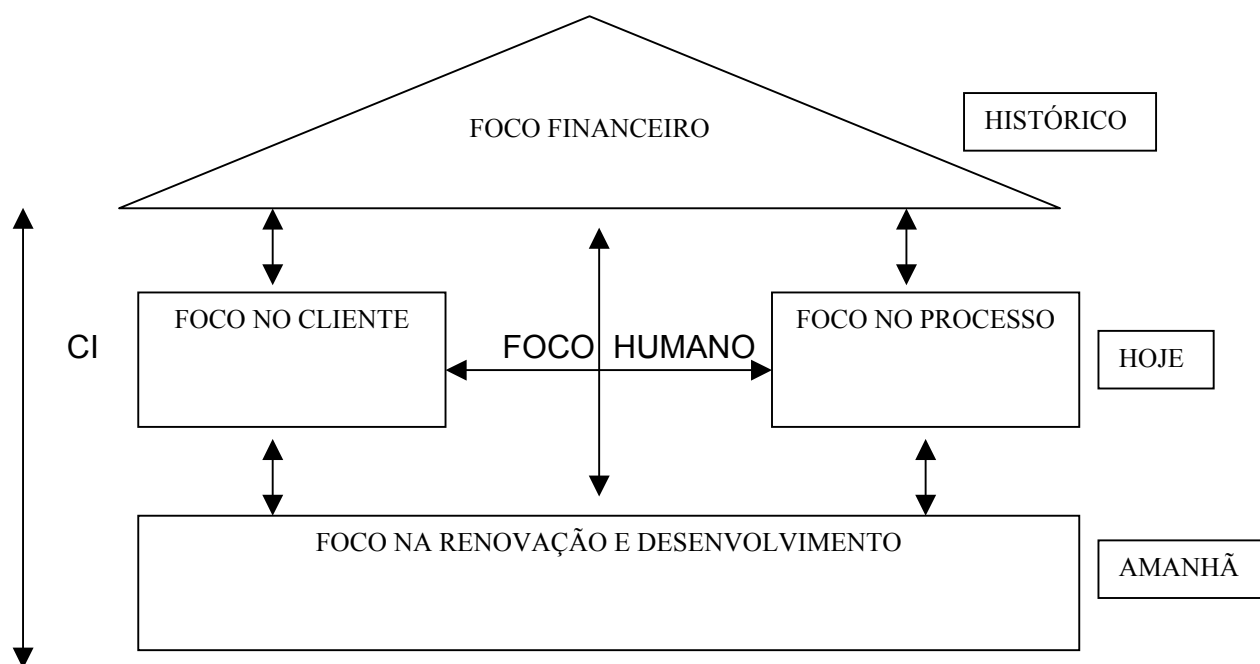 FOCO FINANCEIRO
HISTÓRICO
FOCO NO CLIENTE
FOCO NO PROCESSO
CI
FOCO HUMANO
HOJE
FOCO NA RENOVAÇÃO E DESENVOLVIMENTO
AMANHÃ